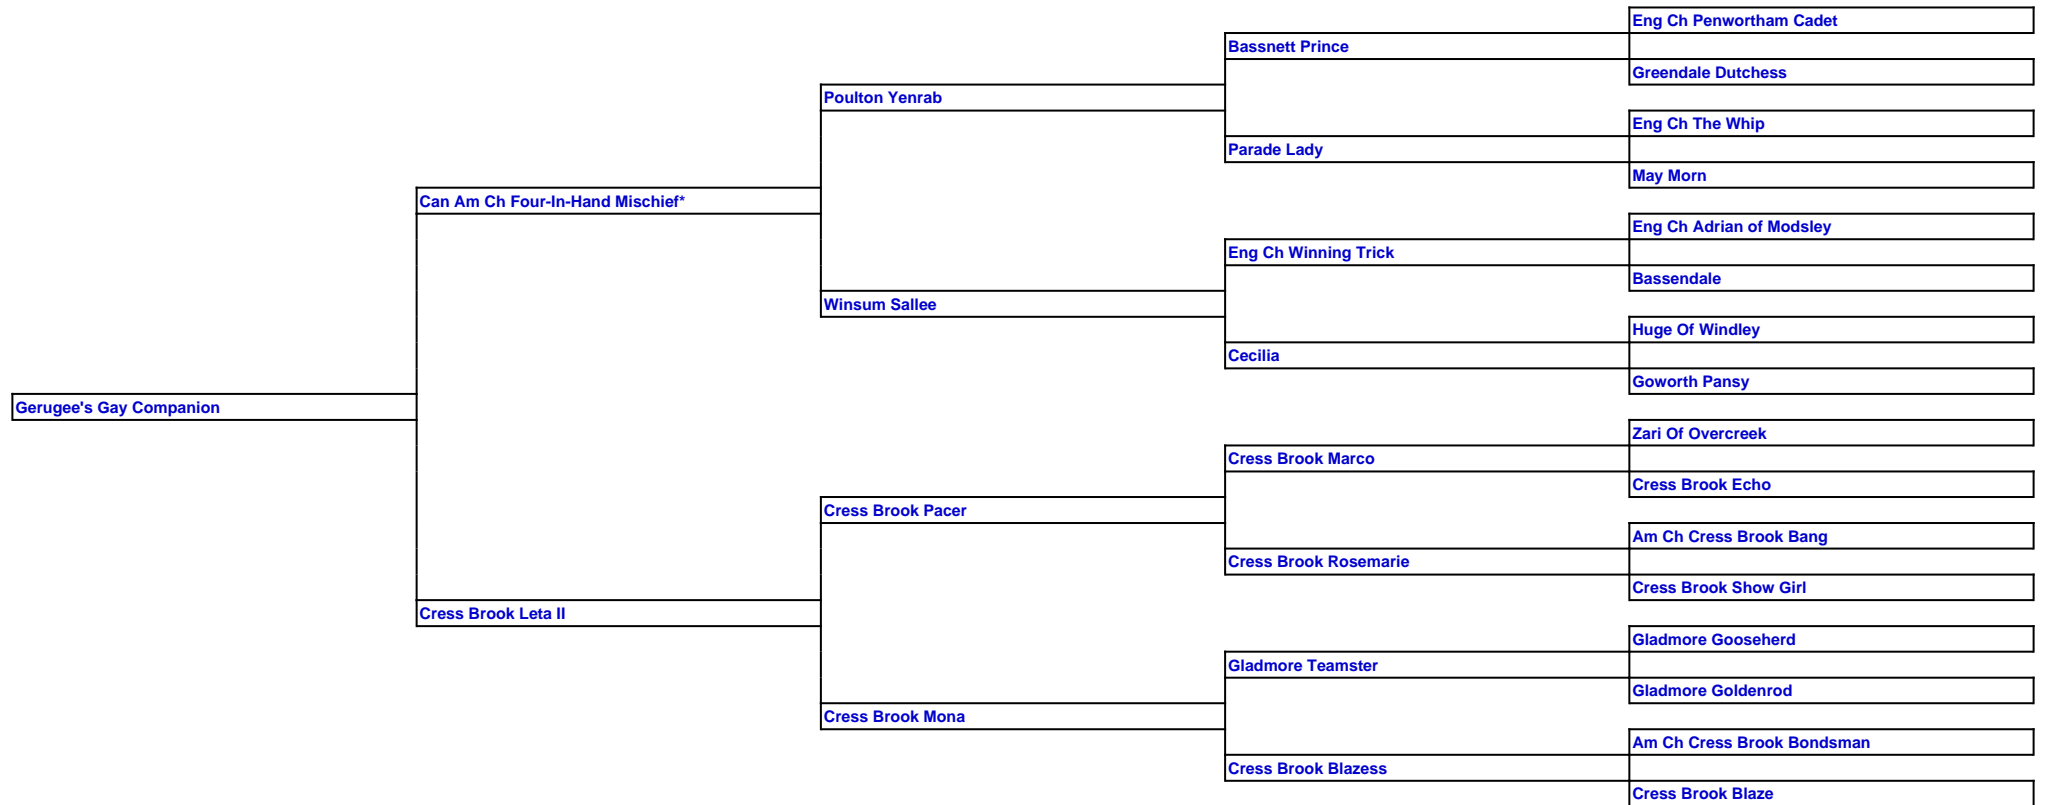 Eng Ch Penwortham Cadet
Bassnett Prince
Greendale Dutchess
Poulton Yenrab
Eng Ch The Whip
Parade Lady
May Morn
Can Am Ch Four-In-Hand Mischief*
Eng Ch Adrian of Modsley
Eng Ch Winning Trick
Bassendale
Winsum Sallee
Huge Of Windley
Cecilia
Goworth Pansy
Gerugee's Gay Companion
Zari Of Overcreek
Cress Brook Marco
Cress Brook Echo
Cress Brook Pacer
Am Ch Cress Brook Bang
Cress Brook Rosemarie
Cress Brook Show Girl
Cress Brook Leta II
Gladmore Gooseherd
Gladmore Teamster
Gladmore Goldenrod
Cress Brook Mona
Am Ch Cress Brook Bondsman
Cress Brook Blazess
Cress Brook Blaze